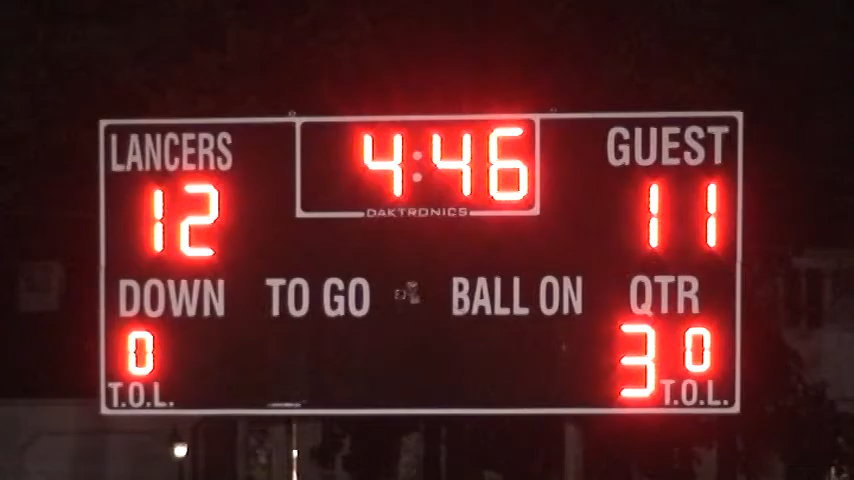 LANCERS 4:46 GUEST
12 DAKTRONICS 11
DOWN TO GO BALL ON QTR
0 3 0
T.O.L. T.O.L.